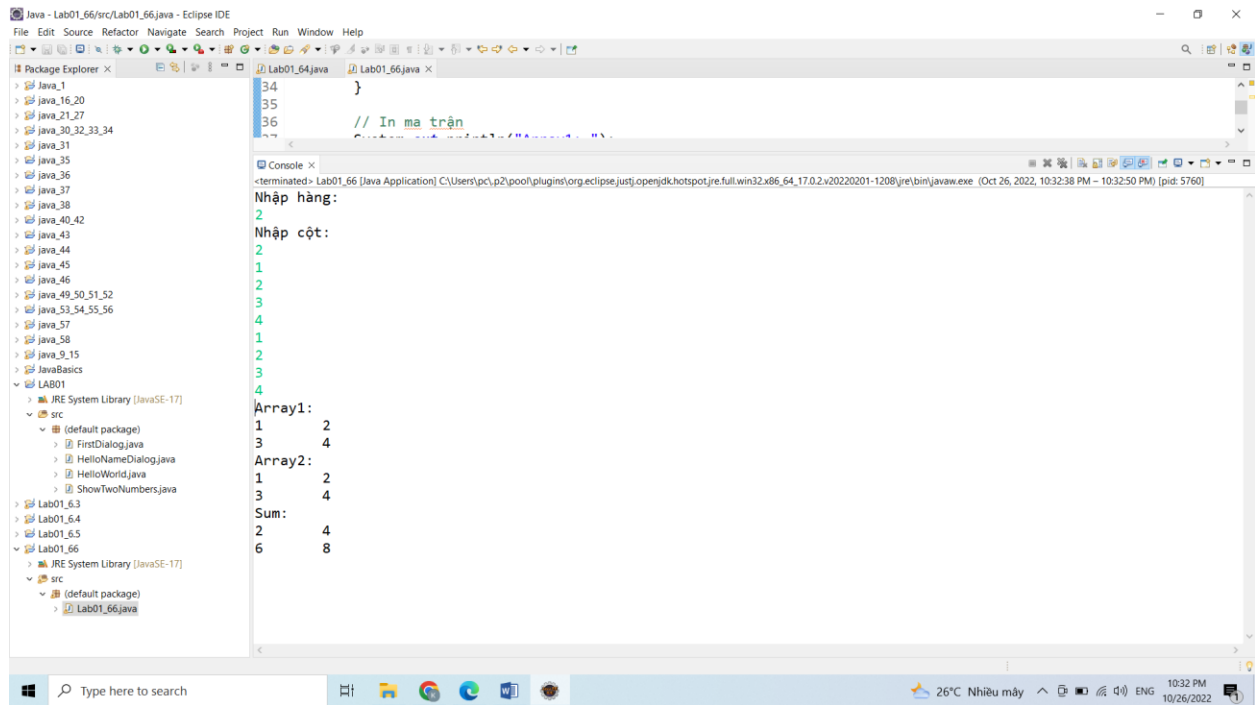 Java - Lab01_66/src/Lab01_66.java - Eclipse IDE
File Edit Source Refactor Navigate Search Project Run Window Help
Package Explorer
Lab01_64.java Lab01_66.java
Java_1
java_16_20
java_21_27
java_30_32_33_34
java_31
java_35
java_36
java_37
java_38
java_40_42
java_43
java_44
java_45
java_46
java_49_50_51_52
java_53_54_55_56
java_57
java_58
java_9_15
JavaBasics
LAB01
JRE System Library [JavaSE-17]
src
(default package)
FirstDialog.java
HelloNameDialog.java
HelloWorld.java
ShowTwoNumbers.java
Lab01_6.3
Lab01_6.4
Lab01_6.5
Lab01_66
JRE System Library [JavaSE-17]
src
(default package)
Lab01_66.java
34 }
35
36 // In ma trận
37 System.out.println("Array1: ");
Console
<terminated> Lab01_66 [Java Application] C:\Users\pc\.p2\pool\plugins\org.eclipse.justj.openjdk.hotspot.jre.full.win32.x86_64_17.0.2.v20220201-1208\jre\bin\javaw.exe (Oct 26, 2022, 10:32:38 PM – 10:32:50 PM) [pid: 5760]
Nhập hàng:
2
Nhập cột:
2
1
2
3
4
1
2
3
4
Array1:
1 2
3 4
Array2:
1 2
3 4
Sum:
2 4
6 8
Type here to search
26°C Nhiều mây
ENG
10:32 PM
10/26/2022
1